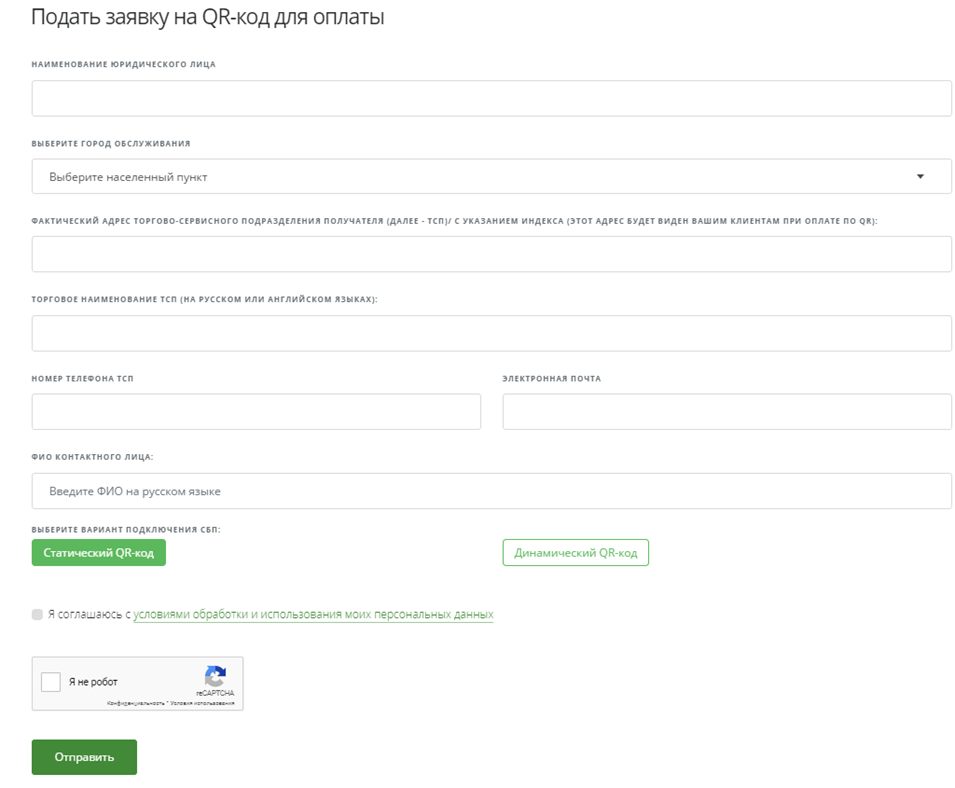 Подать заявку на QR-код для оплаты
НАИМЕНОВАНИЕ ЮРИДИЧЕСКОГО ЛИЦА
ВЫБЕРИТЕ ГОРОД ОБСЛУЖИВАНИЯ
Выберите населенный пункт
ФАКТИЧЕСКИЙ АДРЕС ТОРГОВО-СЕРВИСНОГО ПОДРАЗДЕЛЕНИЯ ПОЛУЧАТЕЛЯ (ДАЛЕЕ - ТСП)/ С УКАЗАНИЕМ ИНДЕКСА (ЭТОТ АДРЕС БУДЕТ ВИДЕН ВАШИМ КЛИЕНТАМ ПРИ ОПЛАТЕ ПО QR):
ТОРГОВОЕ НАИМЕНОВАНИЕ ТСП (НА РУССКОМ ИЛИ АНГЛИЙСКОМ ЯЗЫКАХ):
НОМЕР ТЕЛЕФОНА ТСП
ЭЛЕКТРОННАЯ ПОЧТА
ФИО КОНТАКТНОГО ЛИЦА:
Введите ФИО на русском языке
ВЫБЕРИТЕ ВАРИАНТ ПОДКЛЮЧЕНИЯ СБП:
Статический QR-код
Динамический QR-код
Я соглашаюсь с условиями обработки и использования моих персональных данных
Я не робот
reCAPTCHA
Конфиденциальность * Условия использования
Отправить